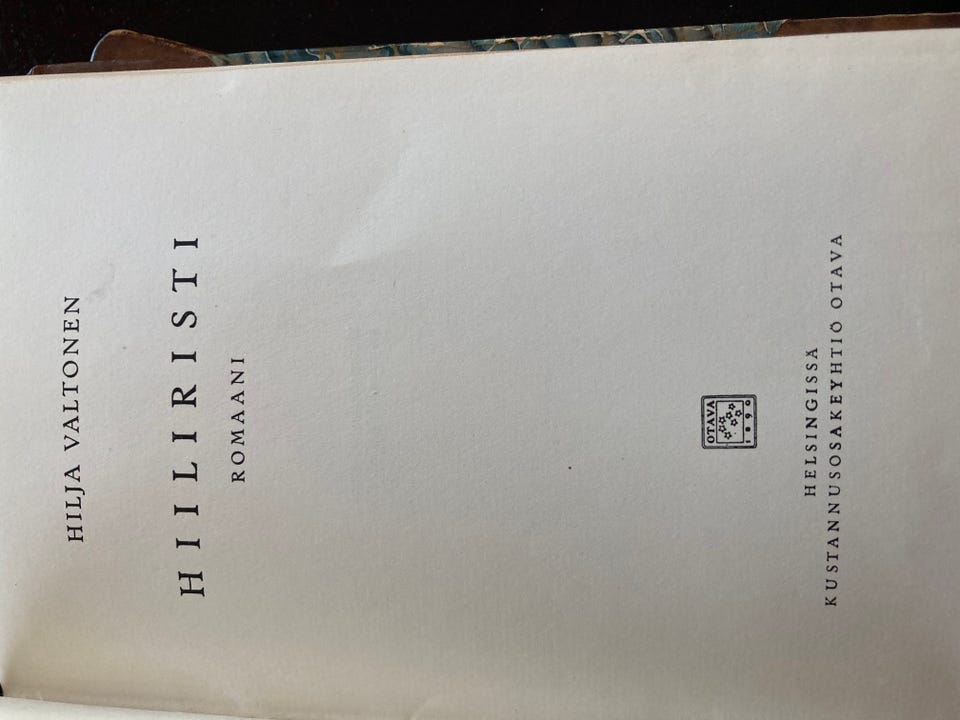 HILJA VALTONEN
HIILIRISTI
ROMAANI
OTAVA
1890
HELSINGISSÄ
KUSTANNUSOSAKEYHTIÖ OTAVA